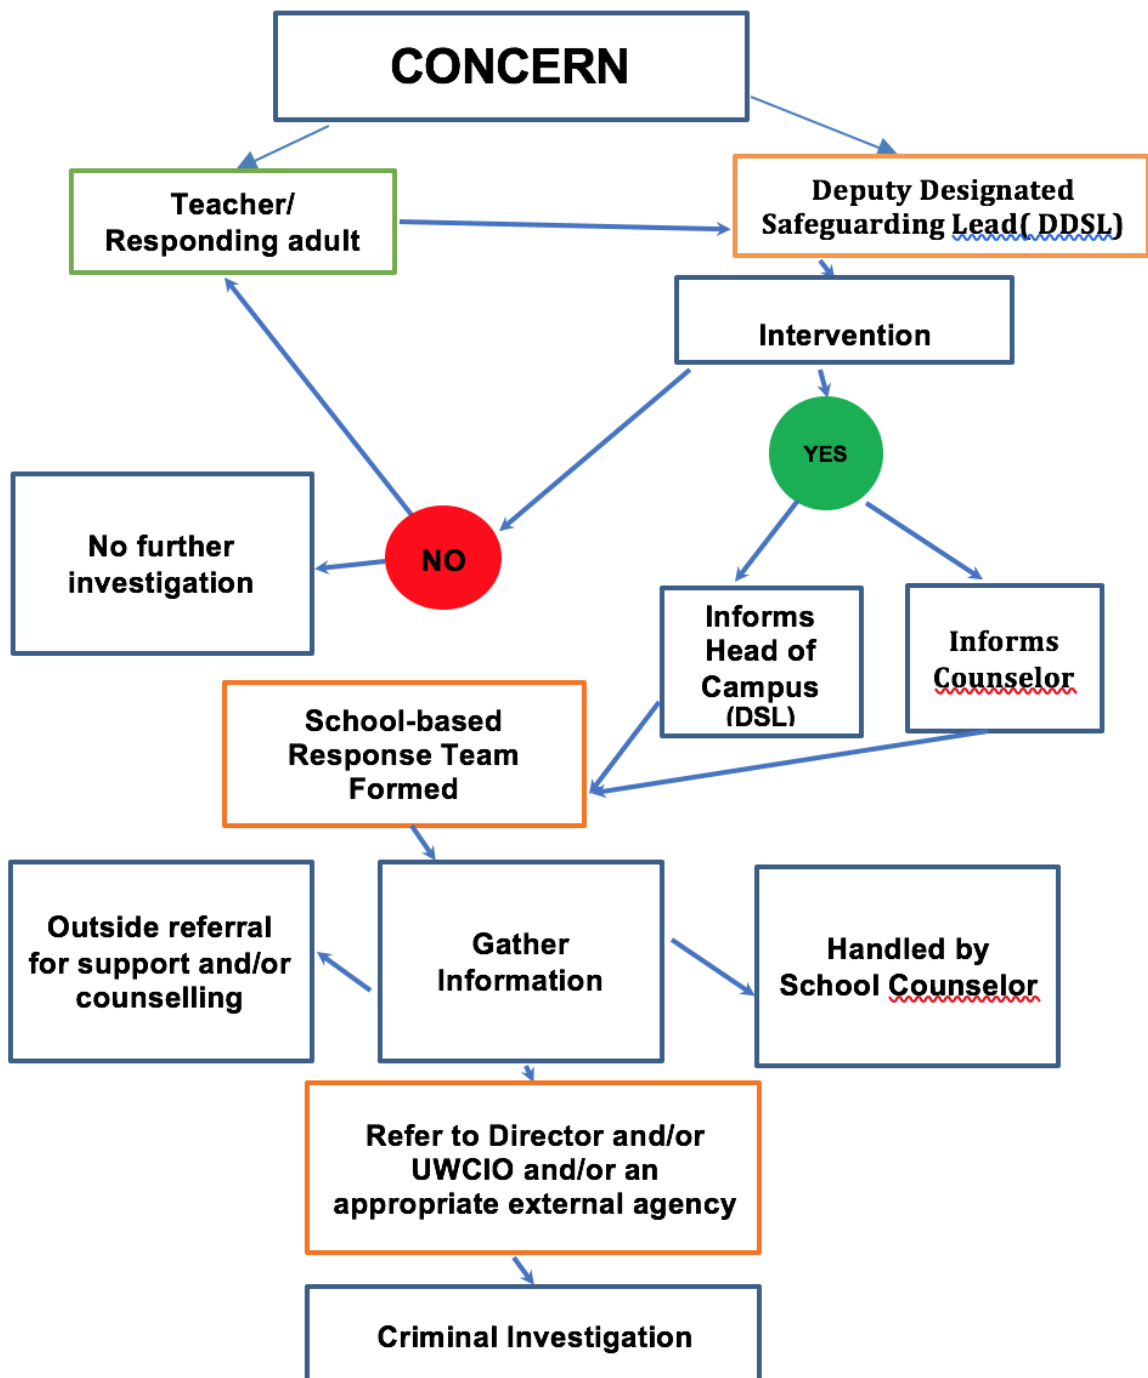 CONCERN
Teacher/
Responding adult
Deputy Designated
Safeguarding Lead( DDSL)
Intervention
YES
No further
investigation
NO
Informs
Head of
Campus
(DSL)
Informs
Counselor
School-based
Response Team
Formed
Outside referral
for support and/or
counselling
Gather
Information
Handled by
School Counselor
Refer to Director and/or
UWCIO and/or an
appropriate external agency
Criminal Investigation